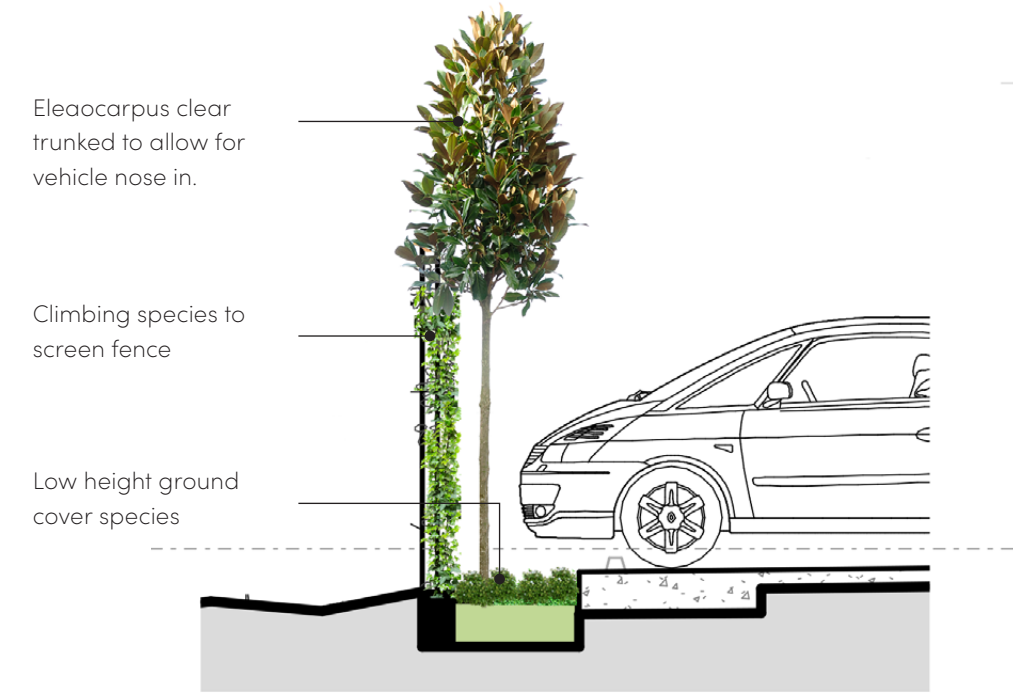 Eleaocarpus clear
trunked to allow for
vehicle nose in.
Climbing species to
screen fence
Low height ground
cover species